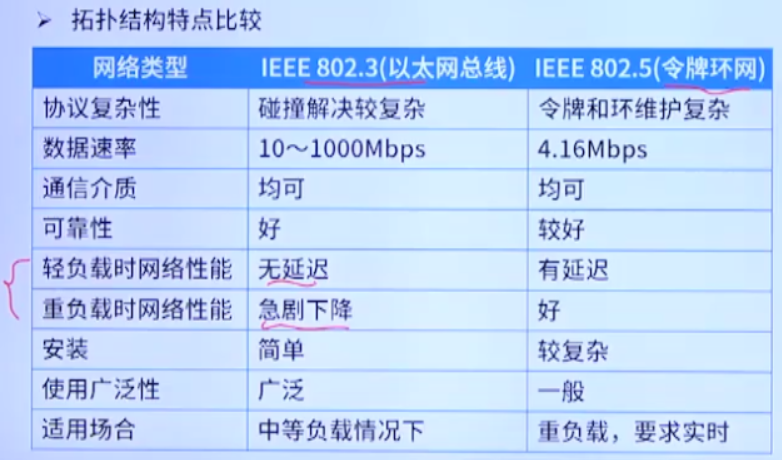 ➤ 拓扑结构特点比较
网络类型 IEEE 802.3(以太网总线) IEEE 802.5(令牌环网)
协议复杂性 碰撞解决较复杂 令牌和环维护复杂
数据速率 10～1000Mbps 4.16Mbps
通信介质 均可 均可
可靠性 好 较好
轻负载时网络性能 无延迟 有延迟
重负载时网络性能 急剧下降 好
安装 简单 较复杂
使用广泛性 广泛 一般
适用场合 中等负载情况下 重负载，要求实时